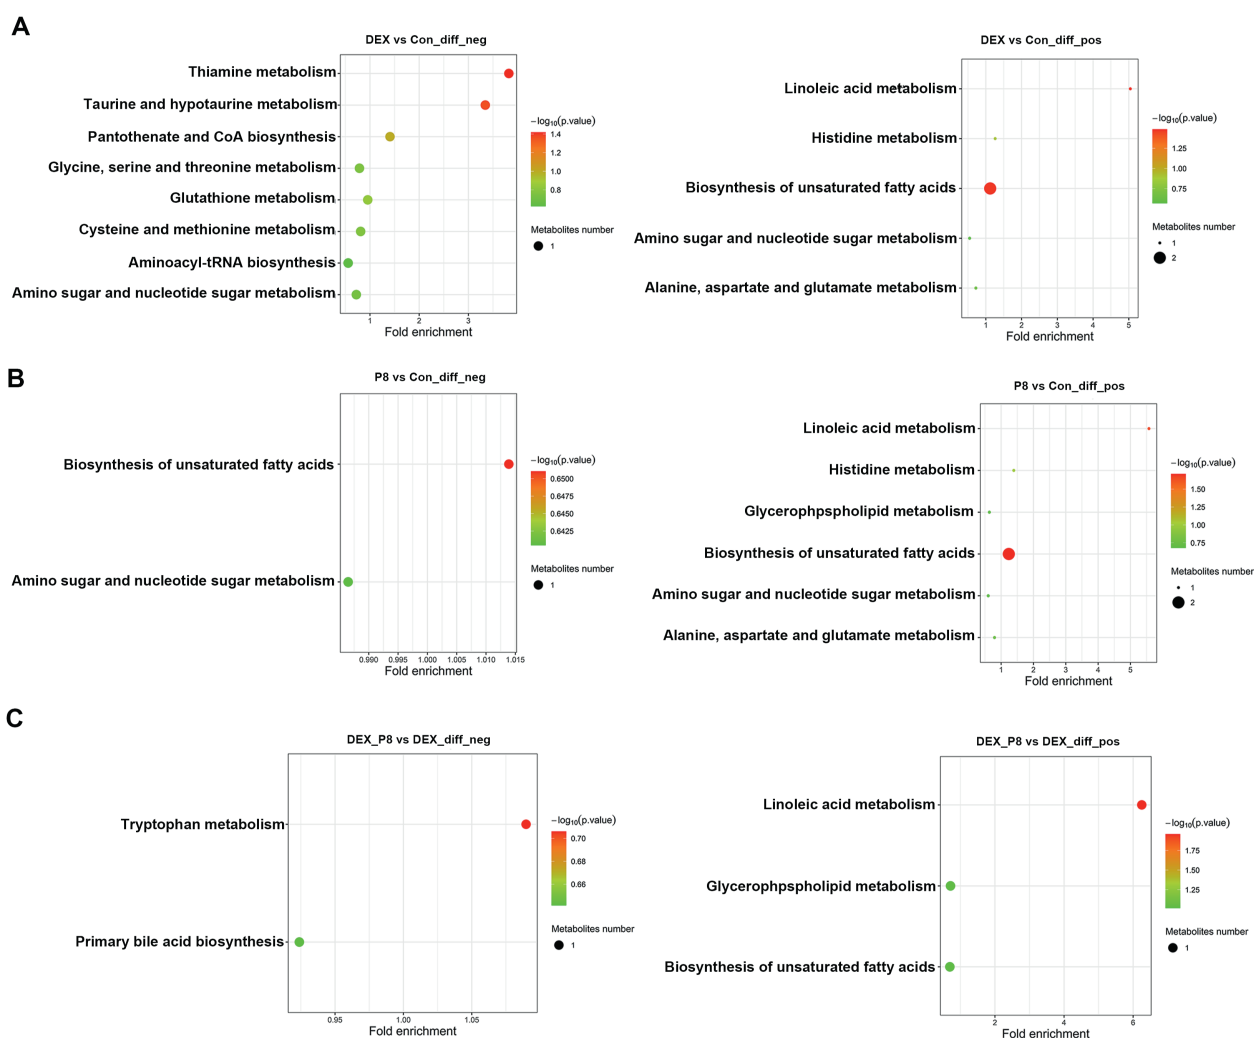 A
DEX vs Con_diff_neg
Thiamine metabolism
Taurine and hypotaurine metabolism
Pantothenate and CoA biosynthesis
Glycine, serine and threonine metabolism
Glutathione metabolism
Cysteine and methionine metabolism
Aminoacyl-tRNA biosynthesis
Amino sugar and nucleotide sugar metabolism
1 2 3
Fold enrichment
−log10(p.value)
1.4
1.2
1.0
0.8
Metabolites number
1
DEX vs Con_diff_pos
Linoleic acid metabolism
Histidine metabolism
Biosynthesis of unsaturated fatty acids
Amino sugar and nucleotide sugar metabolism
Alanine, aspartate and glutamate metabolism
1 2 3 4 5
Fold enrichment
−log10(p.value)
1.25
1.00
0.75
Metabolites number
1
2
B
P8 vs Con_diff_neg
Biosynthesis of unsaturated fatty acids
Amino sugar and nucleotide sugar metabolism
0.990 0.995 1.000 1.005 1.010 1.015
Fold enrichment
−log10(p.value)
0.6500
0.6475
0.6450
0.6425
Metabolites number
1
P8 vs Con_diff_pos
Linoleic acid metabolism
Histidine metabolism
Glycerophpspholipid metabolism
Biosynthesis of unsaturated fatty acids
Amino sugar and nucleotide sugar metabolism
Alanine, aspartate and glutamate metabolism
1 2 3 4 5
Fold enrichment
−log10(p.value)
1.50
1.25
1.00
0.75
Metabolites number
1
2
C
DEX_P8 vs DEX_diff_neg
Tryptophan metabolism
Primary bile acid biosynthesis
0.95 1.00 1.05
Fold enrichment
−log10(p.value)
0.70
0.68
0.66
Metabolites number
1
DEX_P8 vs DEX_diff_pos
Linoleic acid metabolism
Glycerophpspholipid metabolism
Biosynthesis of unsaturated fatty acids
2 4 6
Fold enrichment
−log10(p.value)
1.75
1.50
1.25
Metabolites number
1